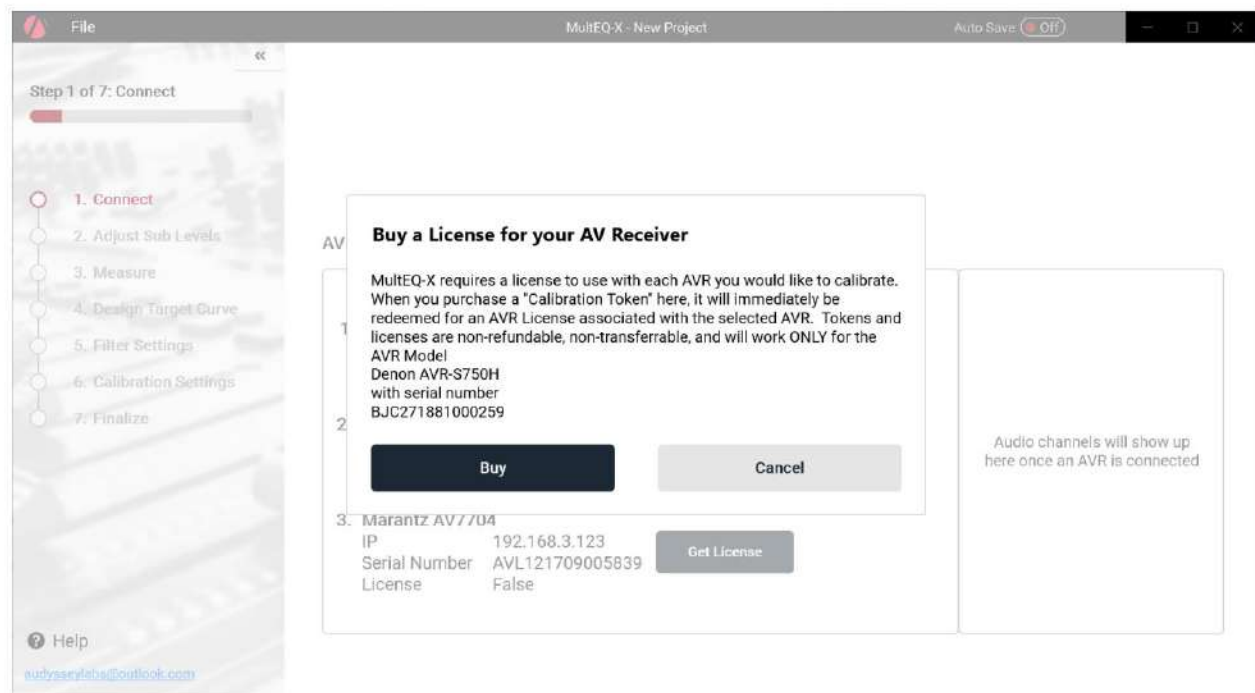 File
MultEQ-X - New Project
Auto Save Off
Step 1 of 7: Connect
1. Connect
2. Adjust Sub Levels
3. Measure
4. Design Target Curve
5. Filter Settings
6. Calibration Settings
7. Finalize
AV
Buy a License for your AV Receiver
MultEQ-X requires a license to use with each AVR you would like to calibrate.
When you purchase a "Calibration Token" here, it will immediately be
redeemed for an AVR License associated with the selected AVR. Tokens and
licenses are non-refundable, non-transferrable, and will work ONLY for the
AVR Model
Denon AVR-S750H
with serial number
BJC271881000259
Buy
Cancel
1
2
3. Marantz AV7704
IP 192.168.3.123
Serial Number AVL121709005839
License False
Get License
Audio channels will show up
here once an AVR is connected
Help
audysseylabs@outlook.com